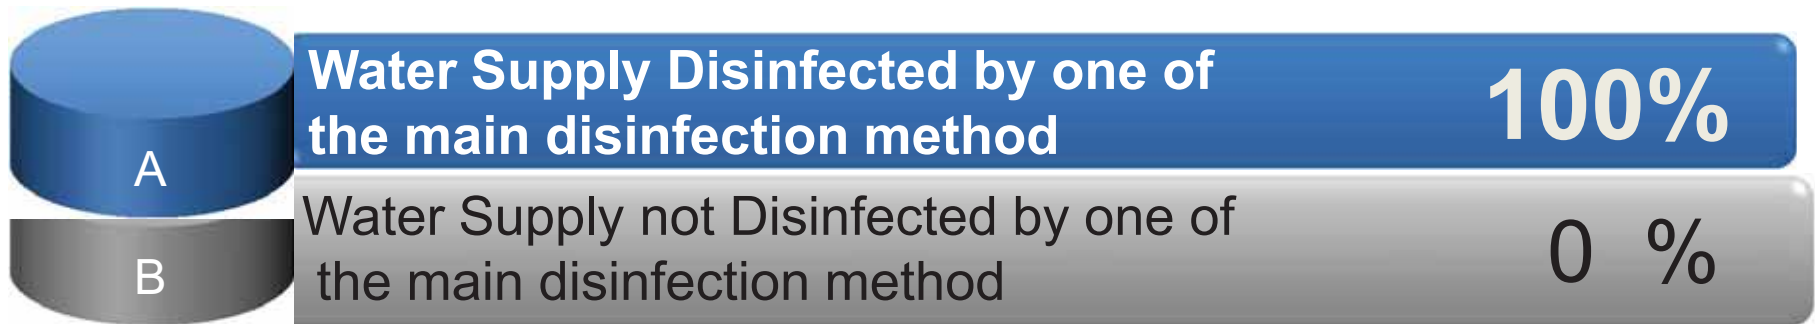 A
Water Supply Disinfected by one of
the main disinfection method
100%
B
Water Supply not Disinfected by one of
the main disinfection method
0 %